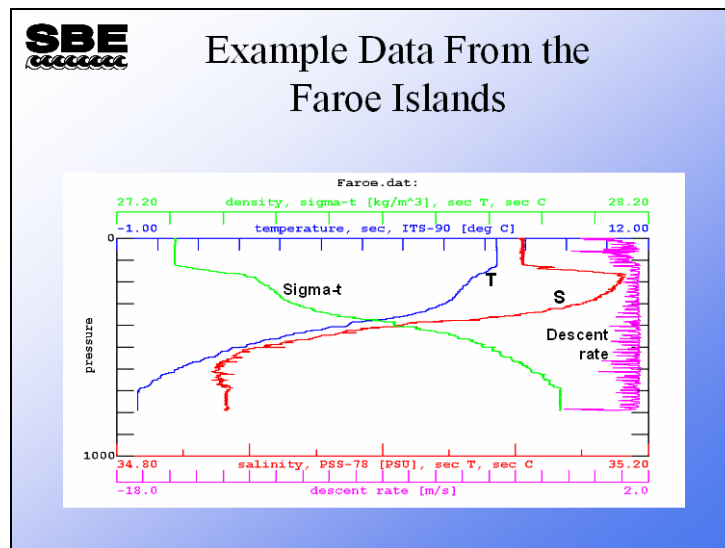 SBE
Example Data From the
Faroe Islands
Faroe.dat:
27.20 density, sigma-t [kg/m^3], sec T, sec C 28.20
-1.00 temperature, sec, ITS-90 [deg C] 12.00
0
Sigma-t
T
S
Descent
rate
pressure
1000
34.80 salinity, PSS-78 [PSU], sec T, sec C 35.20
-18.0 descent rate [m/s] 2.0